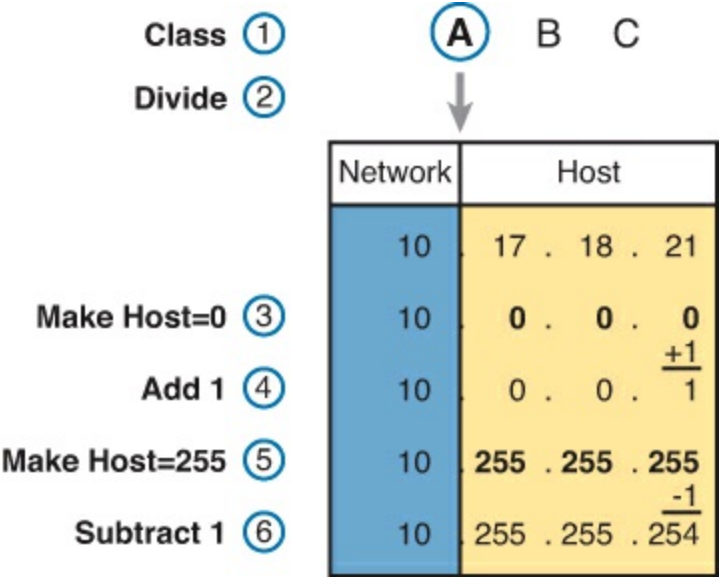 Class 1 A B C
Divide 2
Network Host
10 . 17 . 18 . 21
Make Host=0 3 10 . 0 . 0 . 0
+1
Add 1 4 10 . 0 . 0 . 1
Make Host=255 5 10 . 255 . 255 . 255
-1
Subtract 1 6 10 . 255 . 255 . 254